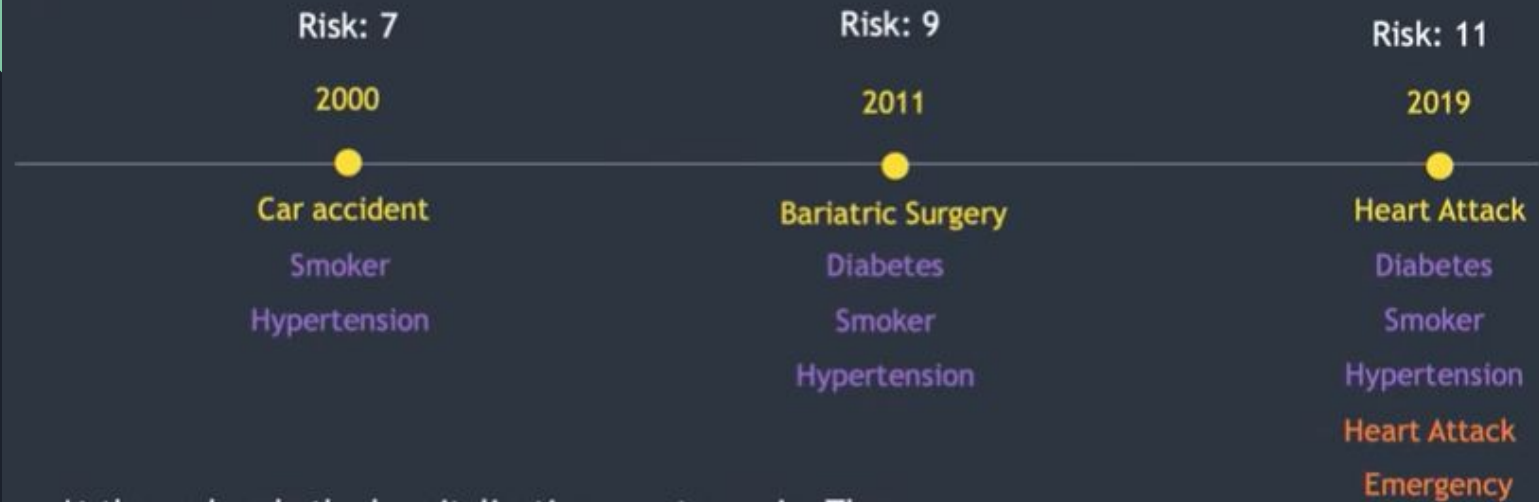 Risk: 7
Risk: 9
Risk: 11
2000
2011
2019
Car accident
Bariatric Surgery
Heart Attack
Smoker
Diabetes
Diabetes
Hypertension
Smoker
Smoker
Hypertension
Hypertension
Heart Attack
Emergency